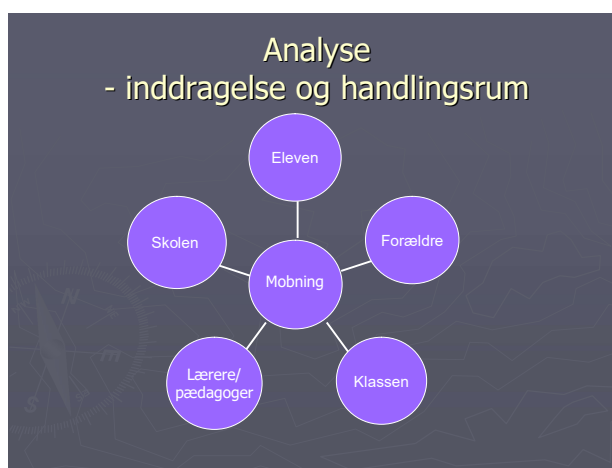 Analyse
- inddragelse og handlingsrum
Eleven
Skolen
Forældre
Mobning
Lærere/
pædagoger
Klassen
N
S